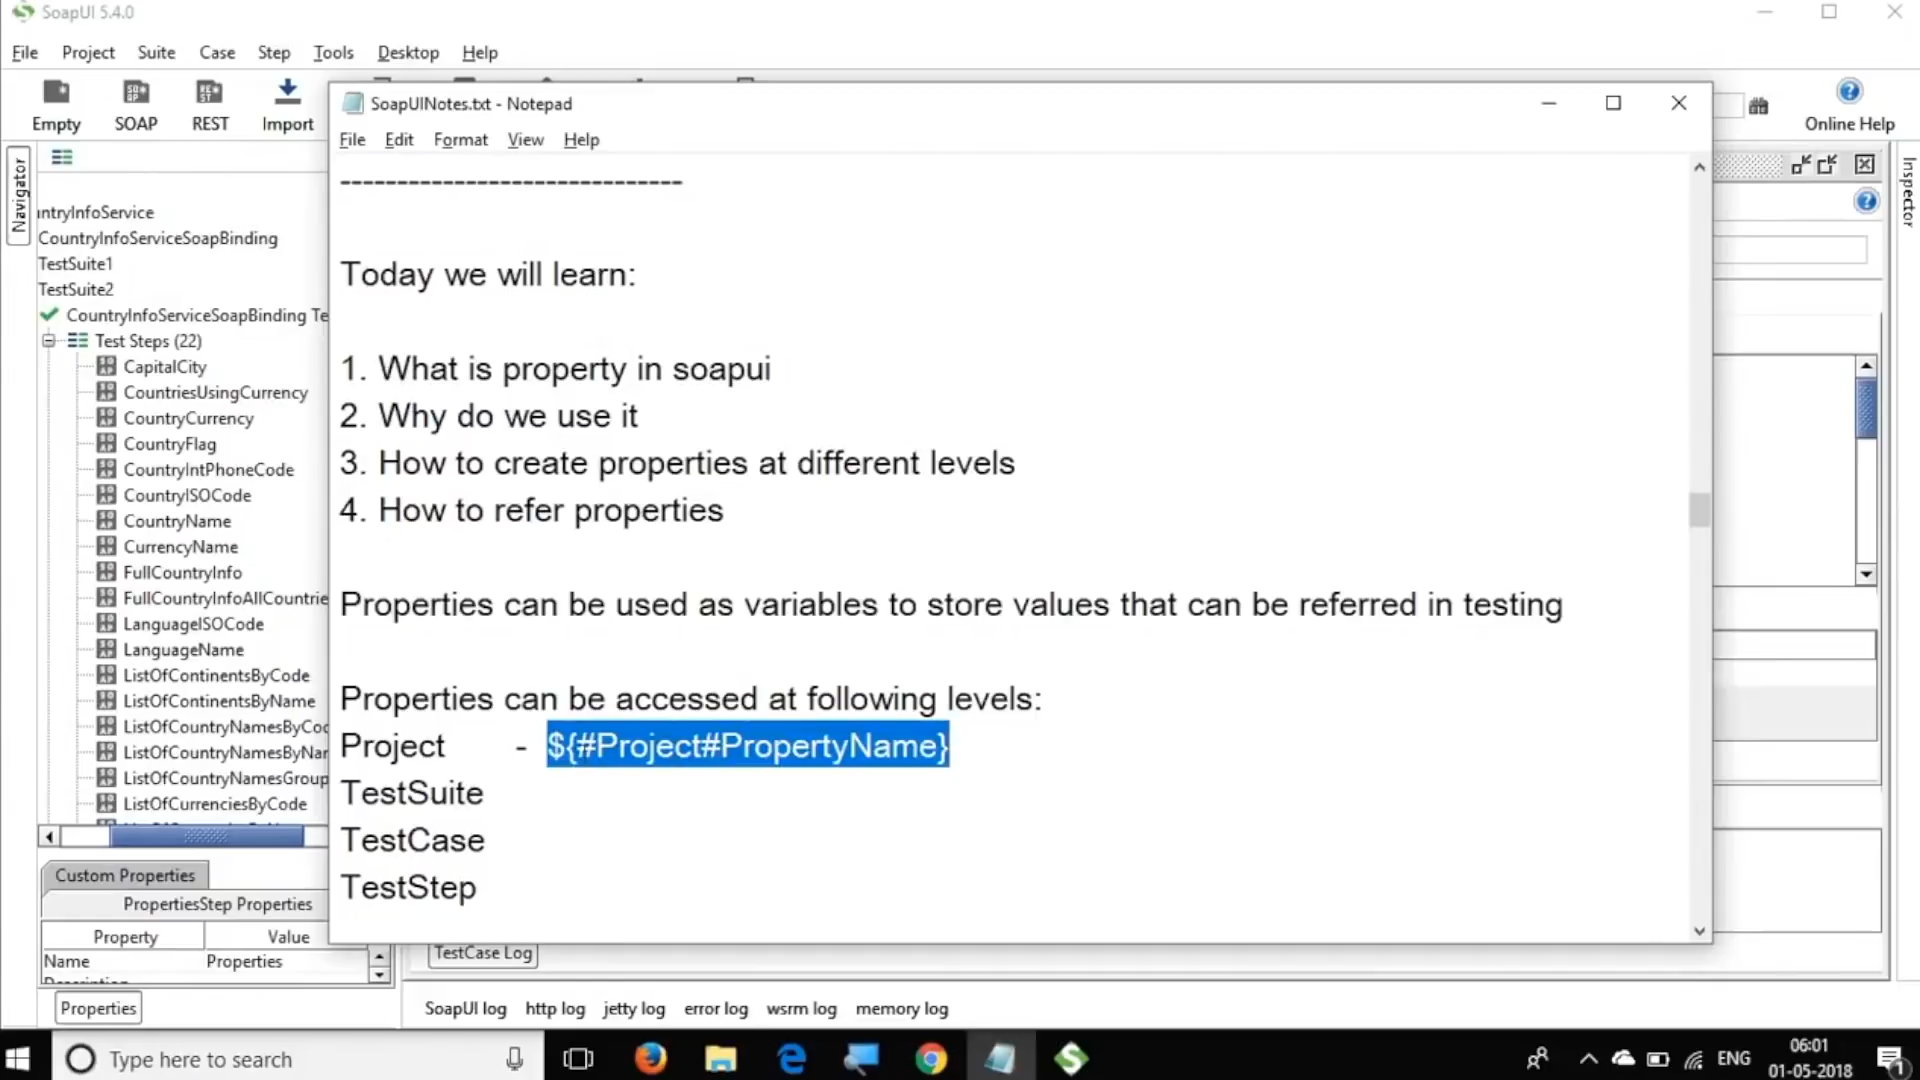 SoapUI 5.4.0
File Project Suite Case Step Tools Desktop Help
Empty SOAP REST Import Online Help
SoapUINotes.txt - Notepad
File Edit Format View Help
------------------------------
Today we will learn:
1. What is property in soapui
2. Why do we use it
3. How to create properties at different levels
4. How to refer properties
Properties can be used as variables to store values that can be referred in testing
Properties can be accessed at following levels:
Project - ${#Project#PropertyName}
TestSuite
TestCase
TestStep
Navigator
Inspector
ntryInfoService
CountryInfoServiceSoapBinding
TestSuite1
TestSuite2
CountryInfoServiceSoapBinding Te
Test Steps (22)
CapitalCity
CountriesUsingCurrency
CountryCurrency
CountryFlag
CountryIntPhoneCode
CountryISOCode
CountryName
CurrencyName
FullCountryInfo
FullCountryInfoAllCountrie
LanguageISOCode
LanguageName
ListOfContinentsByCode
ListOfContinentsByName
ListOfCountryNamesByCod
ListOfCountryNamesByNar
ListOfCountryNamesGroup
ListOfCurrenciesByCode
Custom Properties
PropertiesStep Properties
Property Value
Name Properties
Properties
TestCase Log
SoapUI log http log jetty log error log wsrm log memory log
Type here to search
ENG
06:01
01-05-2018
1